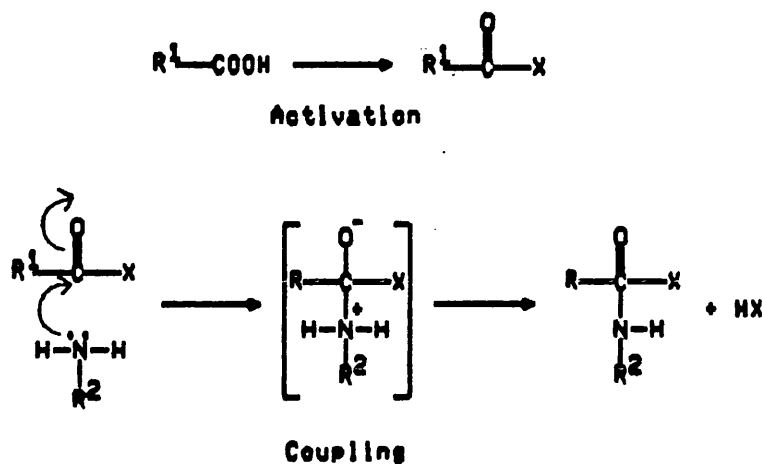 O
R¹—COOH ⟶ R¹—C—X
Activation
O O⁻ O
R¹—C—X ⟶ R—C—X ⟶ R—C—X + HX
H—N̈—H H—N⁺—H N—H
R² R² R²
Coupling